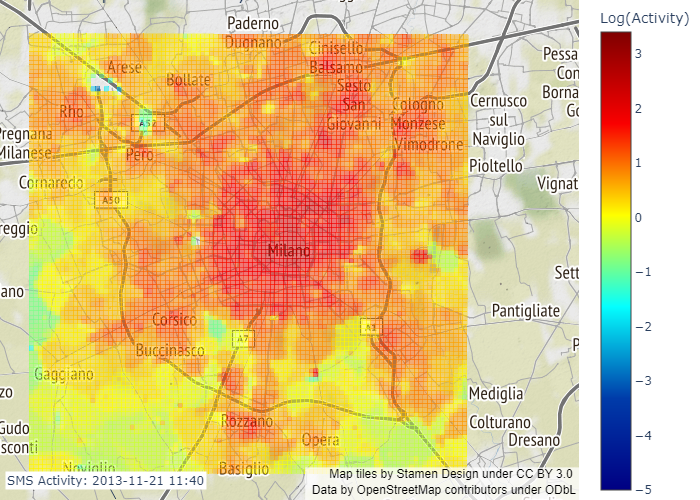 Paderno
Dugnano
Cinisello
Balsamo
Arese
Bollate
Sesto
San
Giovanni
Cologno
Monzese
Vimodrone
Rho
A52
Pero
Pregnana
Milanese
Cornaredo
A50
reggio
Milano
ano
Corsico
A7
A1
Buccinasco
Gaggiano
zo
Gudo
sconti
Rozzano
Opera
Noviglio
Basiglio
Pessa
Con
Borna
G
Cernusco
sul
Naviglio
Pioltello
Vignat
Sett
Pantigliate
P
Mediglia
Colturano
Dresano
SMS Activity: 2013-11-21 11:40
Map tiles by Stamen Design under CC BY 3.0
Data by OpenStreetMap contributors under ODbL
Log(Activity)
3
2
1
0
−1
−2
−3
−4
−5